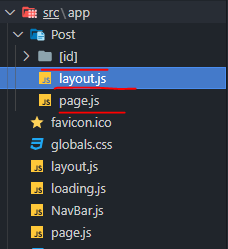 src\app
Post
[id]
layout.js
page.js
favicon.ico
globals.css
layout.js
loading.js
NavBar.js
page.js